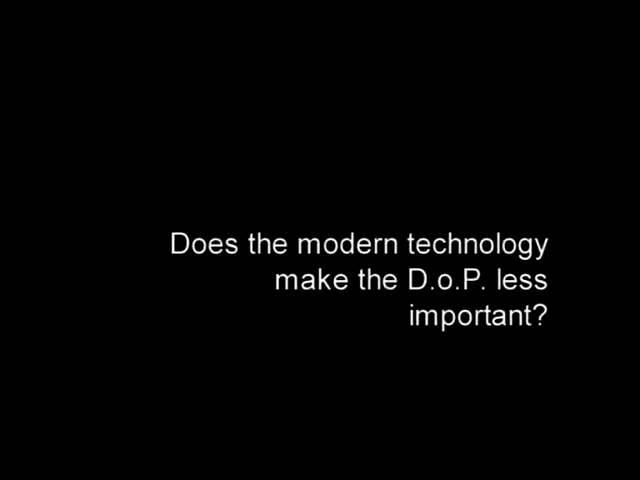 Does the modern technology
make the D.o.P. less
important?